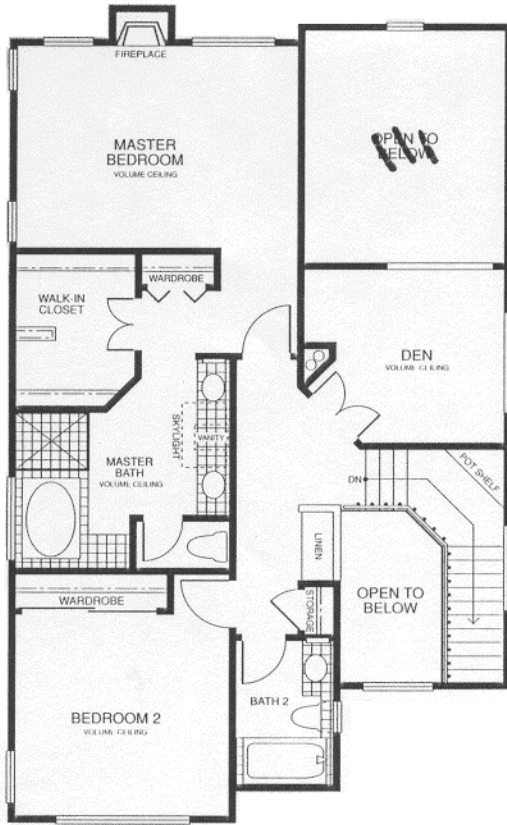 FIREPLACE
MASTER
BEDROOM
VOLUME CEILING
OPEN TO
BELOW
WARDROBE
WALK-IN
CLOSET
DEN
VOLUME CEILING
SKYLIGHT
VANITY
MASTER
BATH
VOLUME CEILING
POT SHELF
DN
LINEN
WARDROBE
STORAGE
OPEN TO
BELOW
BEDROOM 2
VOLUME CEILING
BATH 2